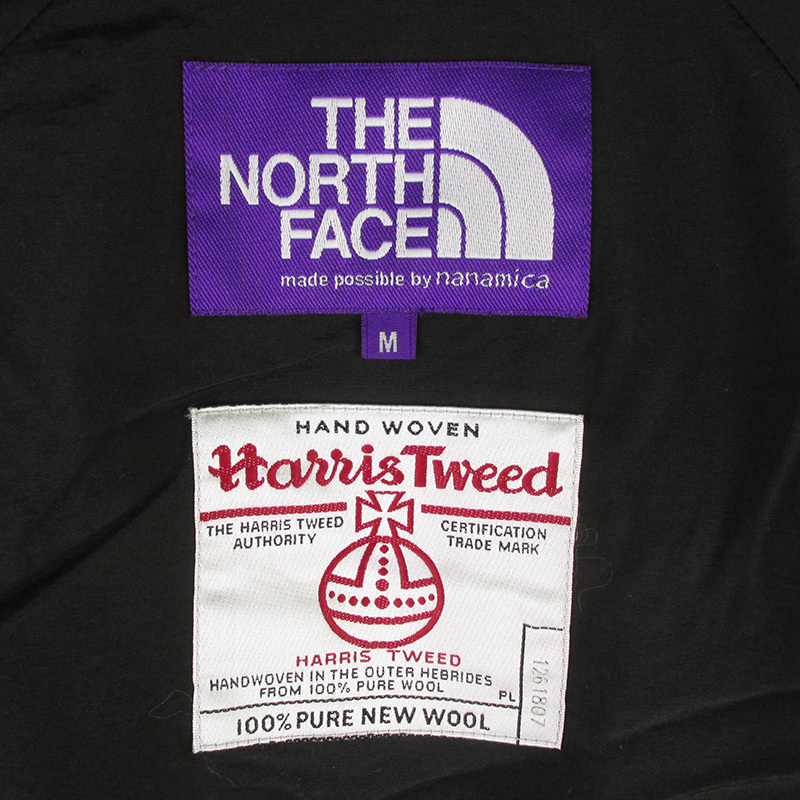 THE
NORTH
FACE
made possible by nanamica
M
HAND WOVEN
Harris Tweed
THE HARRIS TWEED
AUTHORITY
CERTIFICATION
TRADE MARK
HARRIS TWEED
HANDWOVEN IN THE OUTER HEBRIDES
FROM 100% PURE WOOL
PL
1261807
100% PURE NEW WOOL